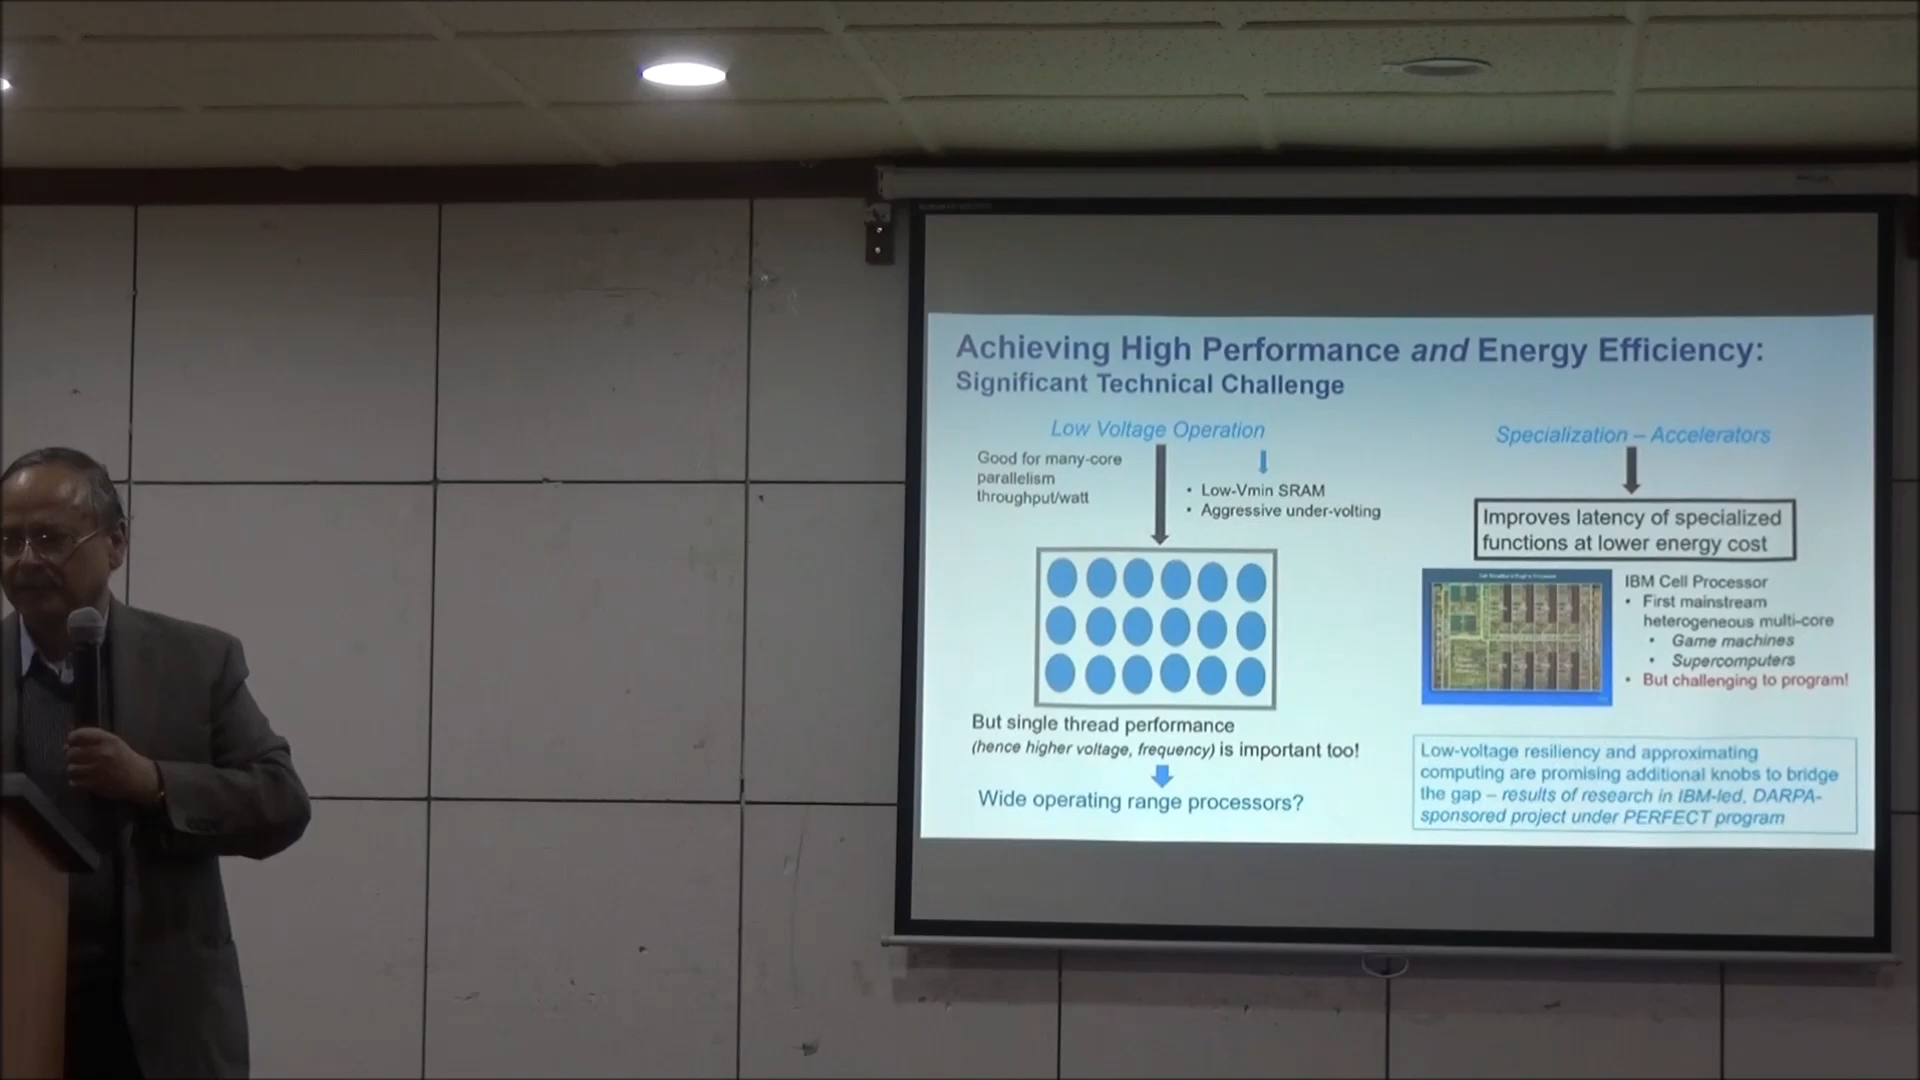 Achieving High Performance and Energy Efficiency:
Significant Technical Challenge
Low Voltage Operation
Good for many-core
parallelism
throughput/watt
• Low-Vmin SRAM
• Aggressive under-volting
But single thread performance
(hence higher voltage, frequency) is important too!
Wide operating range processors?
Specialization – Accelerators
Improves latency of specialized
functions at lower energy cost
IBM Cell Processor
• First mainstream
heterogeneous multi-core
• Game machines
• Supercomputers
• But challenging to program!
Low-voltage resiliency and approximating
computing are promising additional knobs to bridge
the gap – results of research in IBM-led, DARPA-
sponsored project under PERFECT program